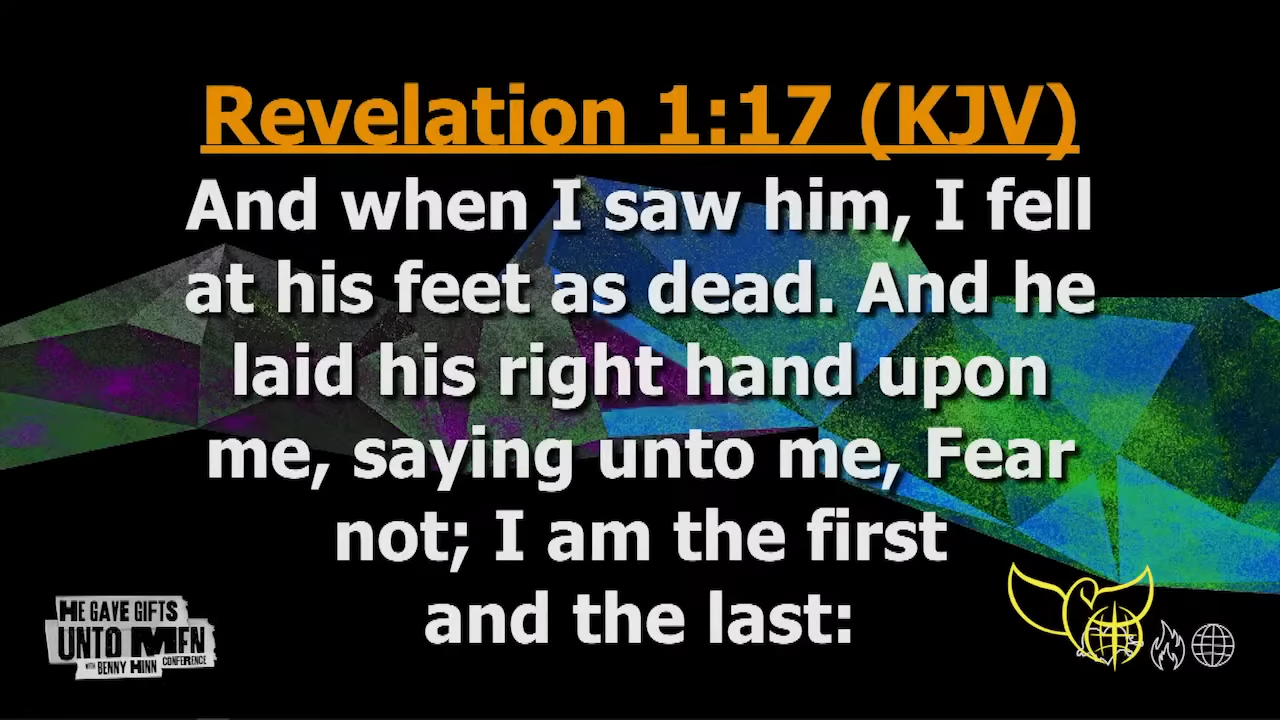 Revelation 1:17 (KJV)
And when I saw him, I fell
at his feet as dead. And he
laid his right hand upon
me, saying unto me, Fear
not; I am the first
and the last:
HE GAVE GIFTS
UNTO MEN
WITH BENNY HINN CONFERENCE